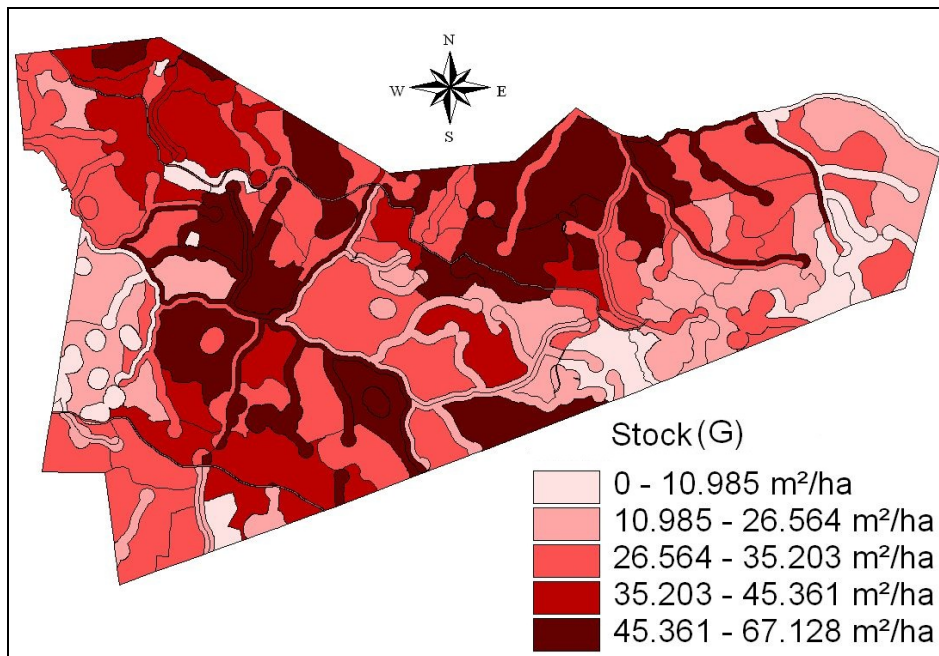 N
W E
S
Stock (G)
0 - 10.985 m²/ha
10.985 - 26.564 m²/ha
26.564 - 35.203 m²/ha
35.203 - 45.361 m²/ha
45.361 - 67.128 m²/ha